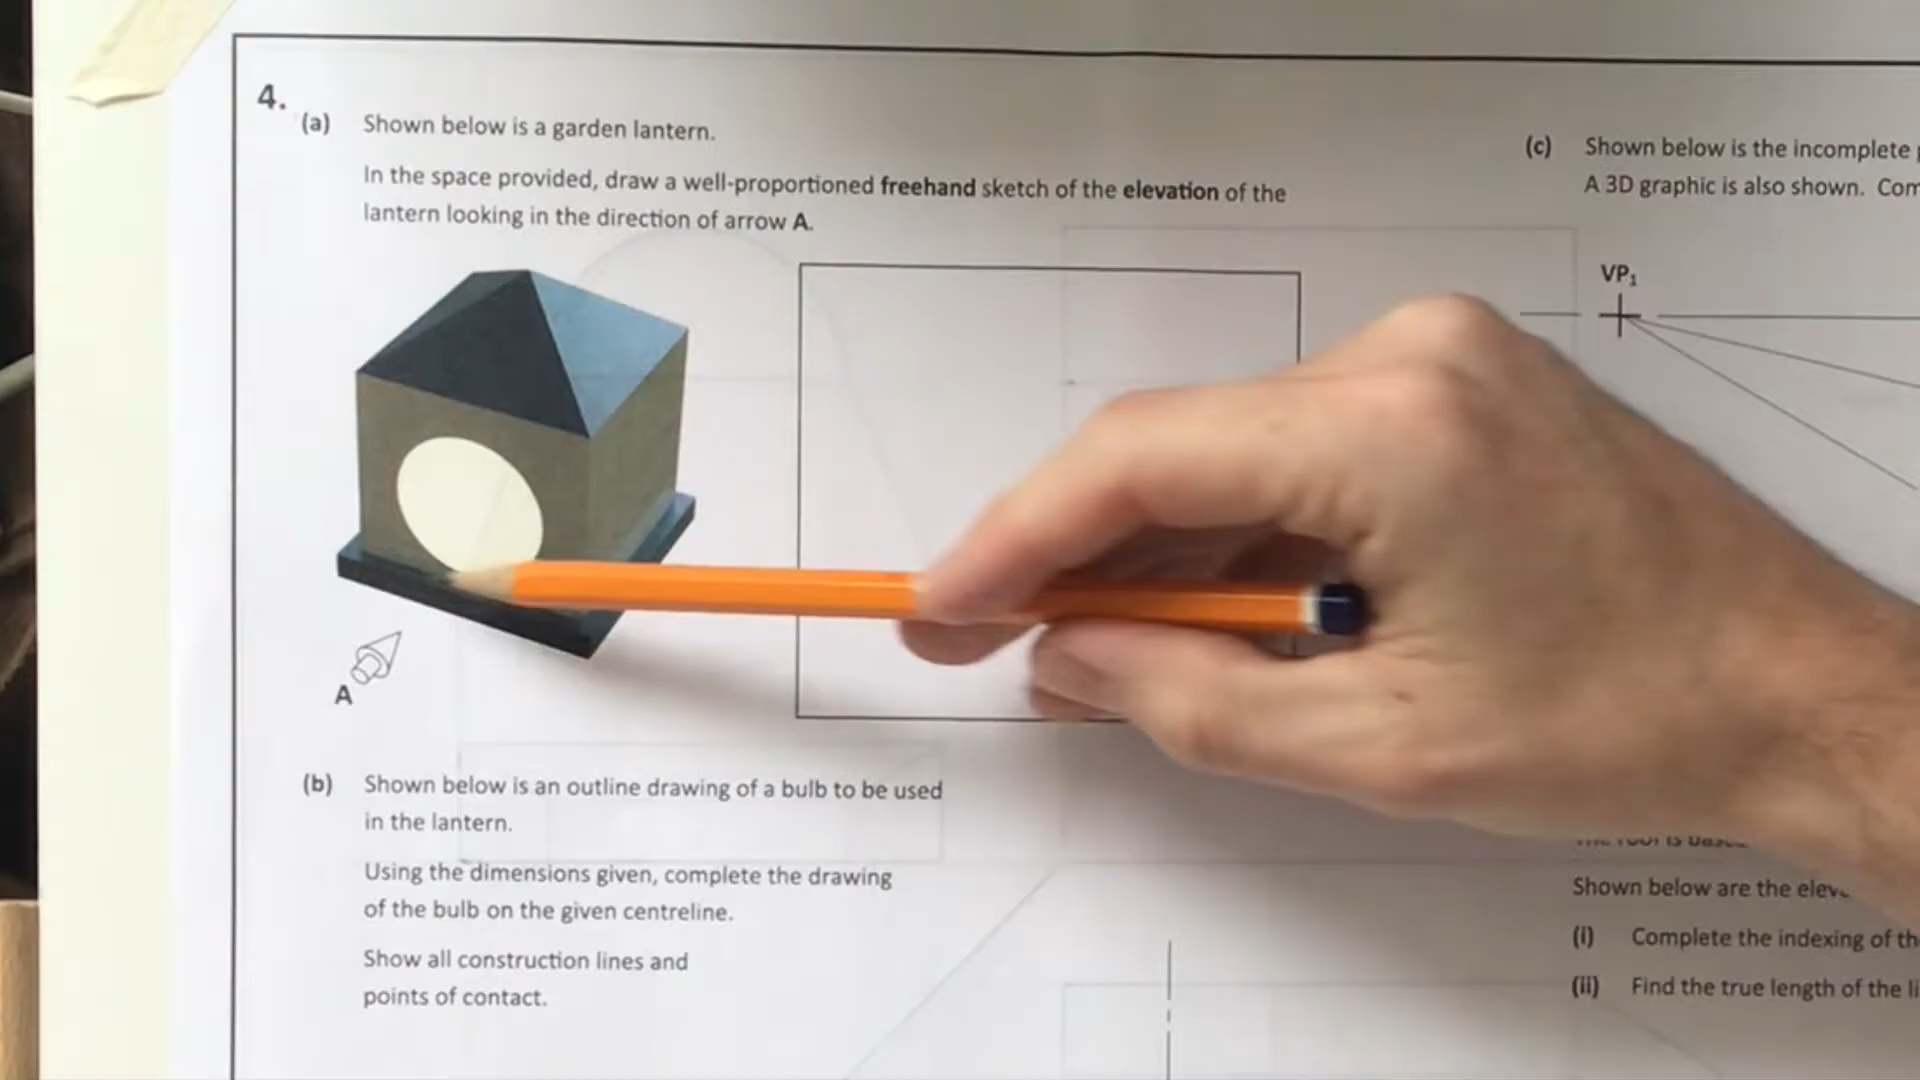 4.
(a) Shown below is a garden lantern.
In the space provided, draw a well-proportioned freehand sketch of the elevation of the
lantern looking in the direction of arrow A.
A
(b) Shown below is an outline drawing of a bulb to be used
in the lantern.
Using the dimensions given, complete the drawing
of the bulb on the given centreline.
Show all construction lines and
points of contact.
(c) Shown below is the incomplete
A 3D graphic is also shown. Com
VP₁
Shown below are the elev
(i) Complete the indexing of th
(ii) Find the true length of the li